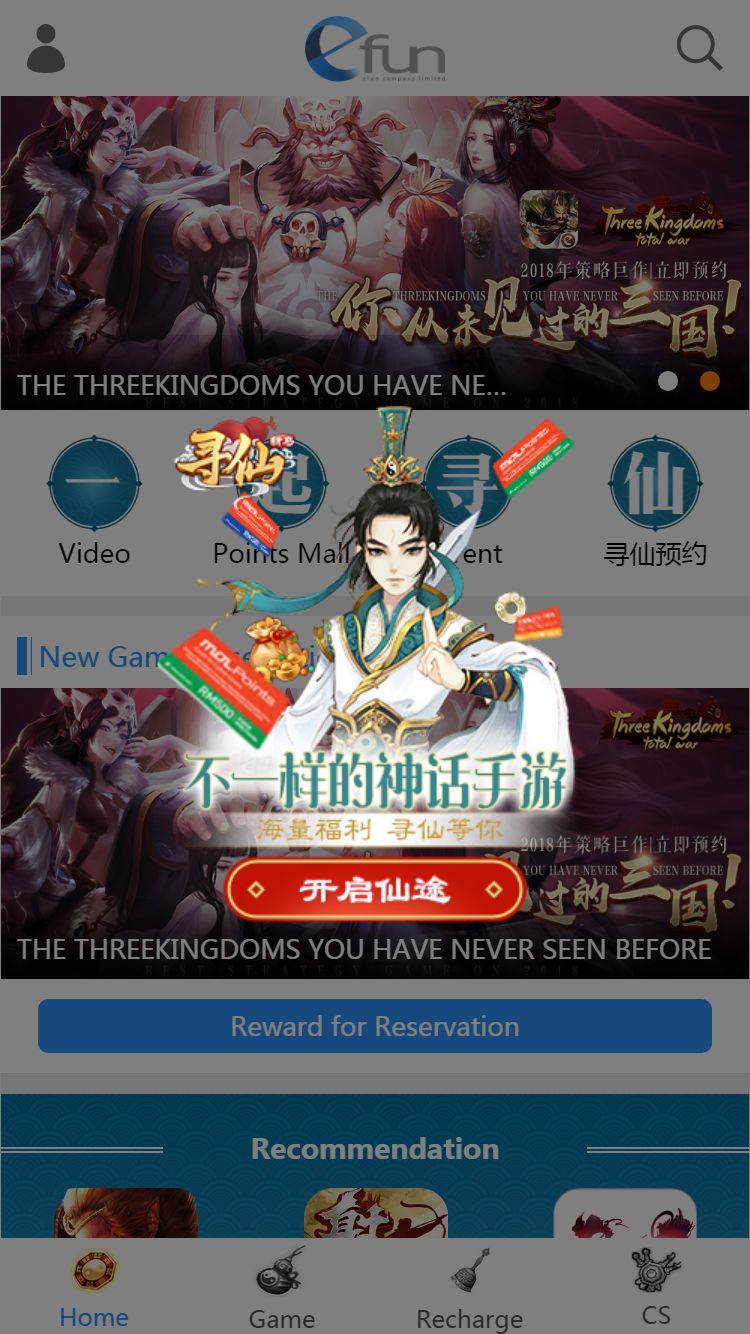 efun
efun company limited
Three Kingdoms
total war
2018年策略巨作|立即预约
THE THREEKINGDOMS YOU HAVE NEVER SEEN BEFORE
你从未见过的三国!
THE THREEKINGDOMS YOU HAVE NE...
BEST STRATEGY GAME ON 2018
寻仙
一 起 寻 仙
Video
Points Mall
ent
寻仙预约
MOLPoints
New Gam
MOLPoints
RM500
Three Kingdoms
total war
不一样的神话手游
海量福利 寻仙等你
2018年策略巨作|立即预约
YOU HAVE NEVER SEEN BEFORE
见过的三国!
开启仙途
THE THREEKINGDOMS YOU HAVE NEVER SEEN BEFORE
BEST STRATEGY GAME ON 2018
Reward for Reservation
Recommendation
Home
Game
Recharge
CS